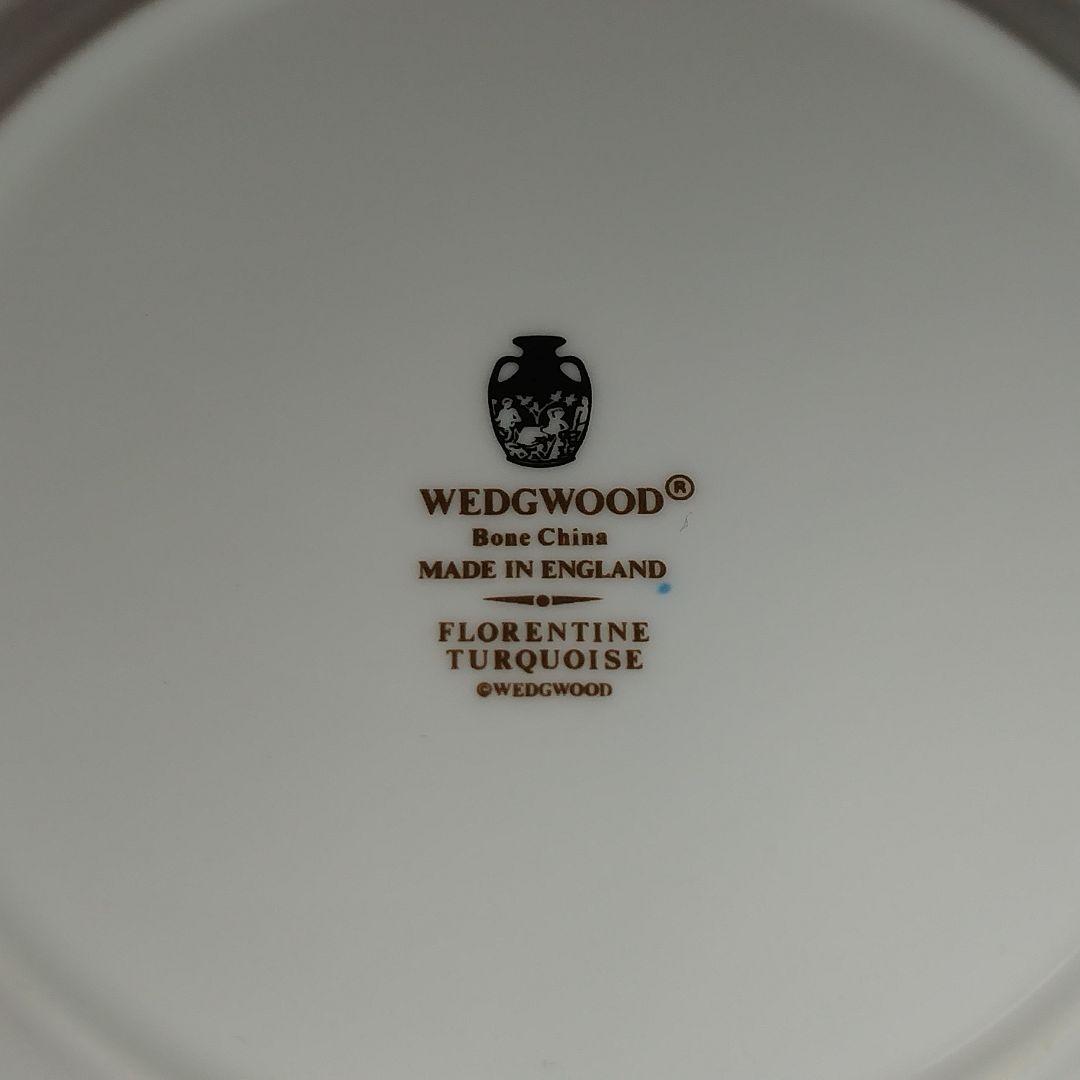 WEDGWOOD®
Bone China
MADE IN ENGLAND
FLORENTINE
TURQUOISE
©WEDGWOOD